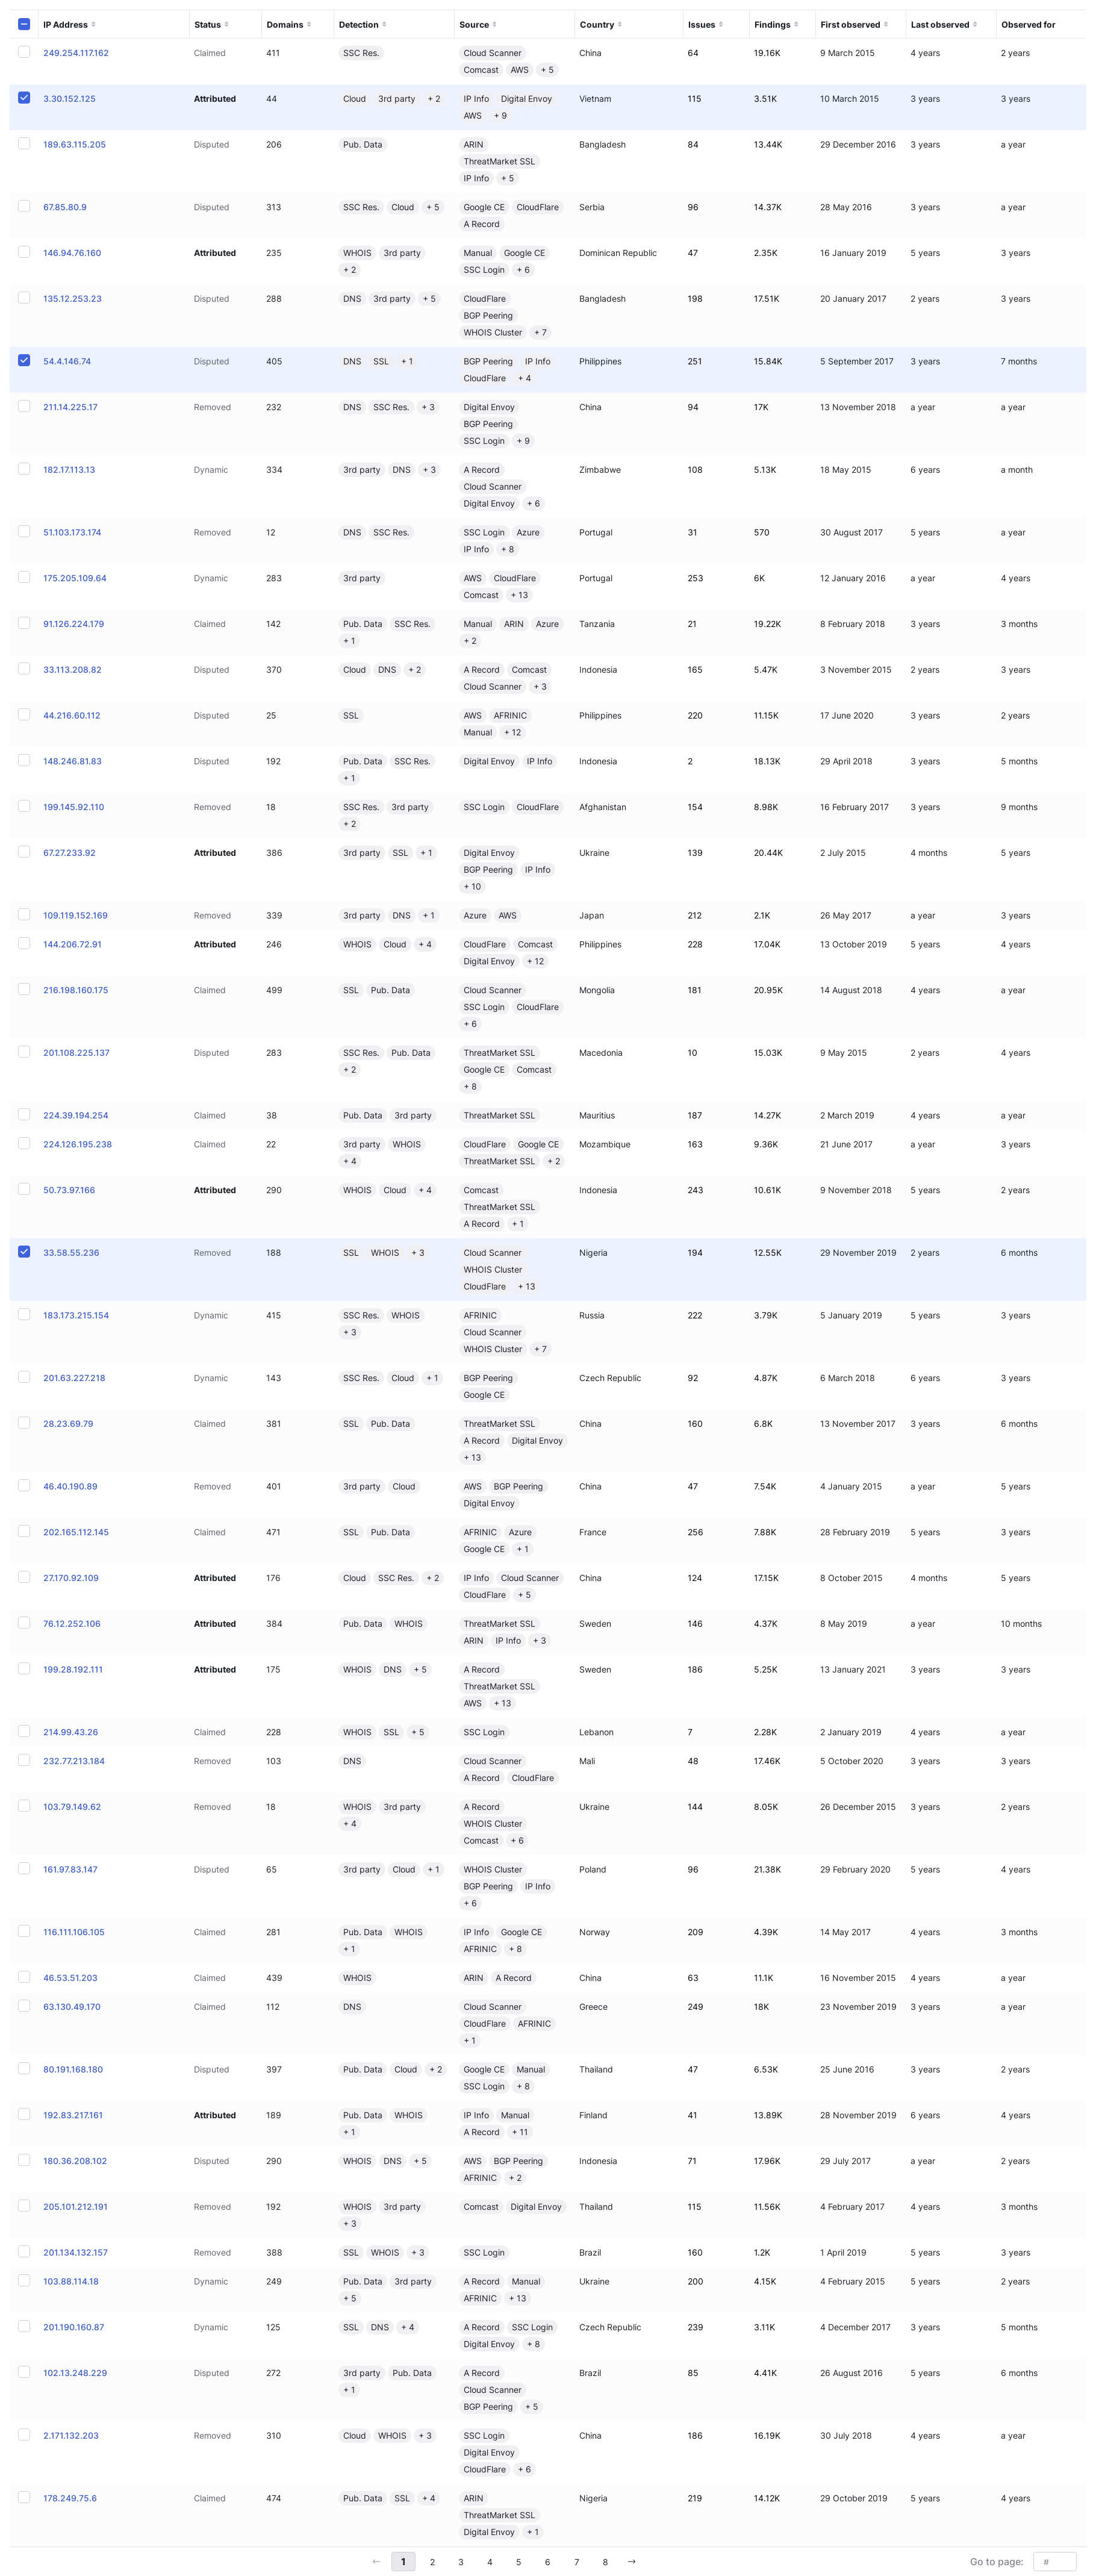 IP Address Status Domains Detection Source Country Issues Findings First observed Last observed Observed for
249.254.117.162 Claimed 411 SSC Res. Cloud Scanner China 64 19.16K 9 March 2015 4 years 2 years
Comcast AWS + 5
3.30.152.125 Attributed 44 Cloud 3rd party + 2 IP Info Digital Envoy Vietnam 115 3.51K 10 March 2015 3 years 3 years
AWS + 9
189.63.115.205 Disputed 206 Pub. Data ARIN Bangladesh 84 13.44K 29 December 2016 3 years a year
ThreatMarket SSL
IP Info + 5
67.85.80.9 Disputed 313 SSC Res. Cloud + 5 Google CE CloudFlare Serbia 96 14.37K 28 May 2016 3 years a year
A Record
146.94.76.160 Attributed 235 WHOIS 3rd party Manual Google CE Dominican Republic 47 2.35K 16 January 2019 5 years 3 years
+ 2 SSC Login + 6
135.12.253.23 Disputed 288 DNS 3rd party + 5 CloudFlare Bangladesh 198 17.51K 20 January 2017 2 years 3 years
BGP Peering
WHOIS Cluster + 7
54.4.146.74 Disputed 405 DNS SSL + 1 BGP Peering IP Info Philippines 251 15.84K 5 September 2017 3 years 7 months
CloudFlare + 4
211.14.225.17 Removed 232 DNS SSC Res. + 3 Digital Envoy China 94 17K 13 November 2018 a year a year
BGP Peering
SSC Login + 9
182.17.113.13 Dynamic 334 3rd party DNS + 3 A Record Zimbabwe 108 5.13K 18 May 2015 6 years a month
Cloud Scanner
Digital Envoy + 6
51.103.173.174 Removed 12 DNS SSC Res. SSC Login Azure Portugal 31 570 30 August 2017 5 years a year
IP Info + 8
175.205.109.64 Dynamic 283 3rd party AWS CloudFlare Portugal 253 6K 12 January 2016 a year 4 years
Comcast + 13
91.126.224.179 Claimed 142 Pub. Data SSC Res. Manual ARIN Azure Tanzania 21 19.22K 8 February 2018 3 years 3 months
+ 1 + 2
33.113.208.82 Disputed 370 Cloud DNS + 2 A Record Comcast Indonesia 165 5.47K 3 November 2015 2 years 3 years
Cloud Scanner + 3
44.216.60.112 Disputed 25 SSL AWS AFRINIC Philippines 220 11.15K 17 June 2020 3 years 2 years
Manual + 12
148.246.81.83 Disputed 192 Pub. Data SSC Res. Digital Envoy IP Info Indonesia 2 18.13K 29 April 2018 3 years 5 months
+ 1
199.145.92.110 Removed 18 SSC Res. 3rd party SSC Login CloudFlare Afghanistan 154 8.98K 16 February 2017 3 years 9 months
+ 2
67.27.233.92 Attributed 386 3rd party SSL + 1 Digital Envoy Ukraine 139 20.44K 2 July 2015 4 months 5 years
BGP Peering IP Info
+ 10
109.119.152.169 Removed 339 3rd party DNS + 1 Azure AWS Japan 212 2.1K 26 May 2017 a year 3 years
144.206.72.91 Attributed 246 WHOIS Cloud + 4 CloudFlare Comcast Philippines 228 17.04K 13 October 2019 5 years 4 years
Digital Envoy + 12
216.198.160.175 Claimed 499 SSL Pub. Data Cloud Scanner Mongolia 181 20.95K 14 August 2018 4 years a year
SSC Login CloudFlare
+ 6
201.108.225.137 Disputed 283 SSC Res. Pub. Data ThreatMarket SSL Macedonia 10 15.03K 9 May 2015 2 years 4 years
+ 2 Google CE Comcast
+ 8
224.39.194.254 Claimed 38 Pub. Data 3rd party ThreatMarket SSL Mauritius 187 14.27K 2 March 2019 4 years a year
224.126.195.238 Claimed 22 3rd party WHOIS CloudFlare Google CE Mozambique 163 9.36K 21 June 2017 a year 3 years
+ 4 ThreatMarket SSL + 2
50.73.97.166 Attributed 290 WHOIS Cloud + 4 Comcast Indonesia 243 10.61K 9 November 2018 5 years 2 years
ThreatMarket SSL
A Record + 1
33.58.55.236 Removed 188 SSL WHOIS + 3 Cloud Scanner Nigeria 194 12.55K 29 November 2019 2 years 6 months
WHOIS Cluster
CloudFlare + 13
183.173.215.154 Dynamic 415 SSC Res. WHOIS AFRINIC Russia 222 3.79K 5 January 2019 5 years 3 years
+ 3 Cloud Scanner
WHOIS Cluster + 7
201.63.227.218 Dynamic 143 SSC Res. Cloud + 1 BGP Peering Czech Republic 92 4.87K 6 March 2018 6 years 3 years
Google CE
28.23.69.79 Claimed 381 SSL Pub. Data ThreatMarket SSL China 160 6.8K 13 November 2017 3 years 6 months
A Record Digital Envoy
+ 13
46.40.190.89 Removed 401 3rd party Cloud AWS BGP Peering China 47 7.54K 4 January 2015 a year 5 years
Digital Envoy
202.165.112.145 Claimed 471 SSL Pub. Data AFRINIC Azure France 256 7.88K 28 February 2019 5 years 3 years
Google CE + 1
27.170.92.109 Attributed 176 Cloud SSC Res. + 2 IP Info Cloud Scanner China 124 17.15K 8 October 2015 4 months 5 years
CloudFlare + 5
76.12.252.106 Attributed 384 Pub. Data WHOIS ThreatMarket SSL Sweden 146 4.37K 8 May 2019 a year 10 months
ARIN IP Info + 3
199.28.192.111 Attributed 175 WHOIS DNS + 5 A Record Sweden 186 5.25K 13 January 2021 3 years 3 years
ThreatMarket SSL
AWS + 13
214.99.43.26 Claimed 228 WHOIS SSL + 5 SSC Login Lebanon 7 2.28K 2 January 2019 4 years a year
232.77.213.184 Removed 103 DNS Cloud Scanner Mali 48 17.46K 5 October 2020 3 years 3 years
A Record CloudFlare
103.79.149.62 Removed 18 WHOIS 3rd party A Record Ukraine 144 8.05K 26 December 2015 3 years 2 years
+ 4 WHOIS Cluster
Comcast + 6
161.97.83.147 Disputed 65 3rd party Cloud + 1 WHOIS Cluster Poland 96 21.38K 29 February 2020 5 years 4 years
BGP Peering IP Info
+ 6
116.111.106.105 Claimed 281 Pub. Data WHOIS IP Info Google CE Norway 209 4.39K 14 May 2017 4 years 3 months
+ 1 AFRINIC + 8
46.53.51.203 Claimed 439 WHOIS ARIN A Record China 63 11.1K 16 November 2015 4 years a year
63.130.49.170 Claimed 112 DNS Cloud Scanner Greece 249 18K 23 November 2019 3 years a year
CloudFlare AFRINIC
+ 1
80.191.168.180 Disputed 397 Pub. Data Cloud + 2 Google CE Manual Thailand 47 6.53K 25 June 2016 3 years 2 years
SSC Login + 8
192.83.217.161 Attributed 189 Pub. Data WHOIS IP Info Manual Finland 41 13.89K 28 November 2019 6 years 4 years
+ 1 A Record + 11
180.36.208.102 Disputed 290 WHOIS DNS + 5 AWS BGP Peering Indonesia 71 17.96K 29 July 2017 a year 2 years
AFRINIC + 2
205.101.212.191 Removed 192 WHOIS 3rd party Comcast Digital Envoy Thailand 115 11.56K 4 February 2017 4 years 3 months
+ 3
201.134.132.157 Removed 388 SSL WHOIS + 3 SSC Login Brazil 160 1.2K 1 April 2019 5 years 3 years
103.88.114.18 Dynamic 249 Pub. Data 3rd party A Record Manual Ukraine 200 4.15K 4 February 2015 5 years 2 years
+ 5 AFRINIC + 13
201.190.160.87 Dynamic 125 SSL DNS + 4 A Record SSC Login Czech Republic 239 3.11K 4 December 2017 3 years 5 months
Digital Envoy + 8
102.13.248.229 Disputed 272 3rd party Pub. Data A Record Brazil 85 4.41K 26 August 2016 5 years 6 months
+ 1 Cloud Scanner
BGP Peering + 5
2.171.132.203 Removed 310 Cloud WHOIS + 3 SSC Login China 186 16.19K 30 July 2018 4 years a year
Digital Envoy
CloudFlare + 6
178.249.75.6 Claimed 474 Pub. Data SSL + 4 ARIN Nigeria 219 14.12K 29 October 2019 5 years 4 years
ThreatMarket SSL
Digital Envoy + 1
← 1 2 3 4 5 6 7 8 → Go to page: #